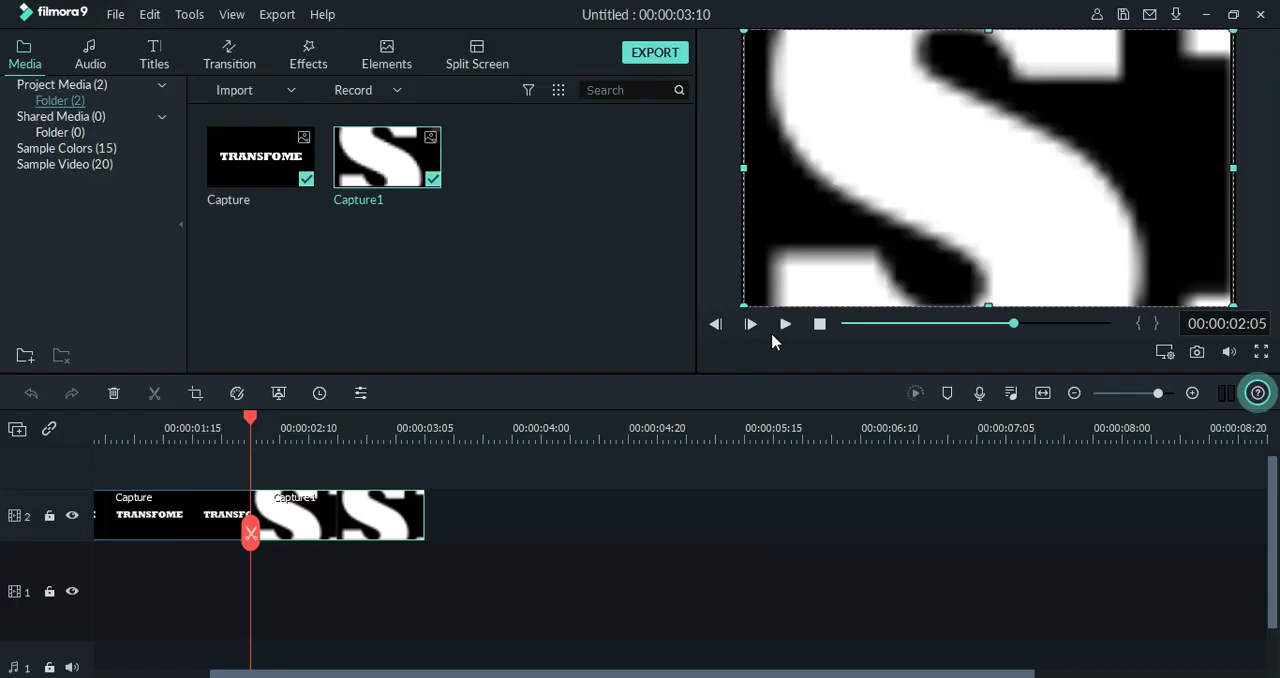 filmora9 File Edit Tools View Export Help Untitled : 00:00:03:10
Media Audio Titles Transition Effects Elements Split Screen EXPORT
Project Media (2)
Folder (2)
Shared Media (0)
Folder (0)
Sample Colors (15)
Sample Video (20)
Import Record Search
TRANSFOME
Capture
S
Capture1
S
{ } 00:00:02:05
00:00:01:15 00:00:02:10 00:00:03:05 00:00:04:00 00:00:04:20 00:00:05:15 00:00:06:10 00:00:07:05 00:00:08:00 00:00:08:20
Capture Capture1
TRANSFOME TRANSFO S S
2
1
1